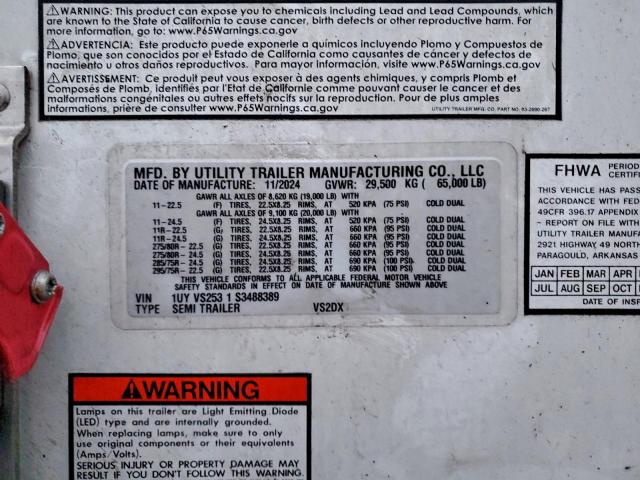 ⚠WARNING: This product can expose you to chemicals including Lead and Lead Compounds, which
are known to the State of California to cause cancer, birth defects or other reproductive harm. For
more information, go to: www.P65Warnings.ca.gov
⚠ADVERTENCIA: Este producto puede exponerle a químicos incluyendo Plomo y Compuestos de
Plomo, que son conocidos por el Estado de California como causantes de cáncer y defectos de
nacimiento u otros daños reproductivos. Para mayor información, visite www.P65Warnings.ca.gov
⚠AVERTISSEMENT: Ce produit peut vous exposer à des agents chimiques, y compris Plomb et
Composés de Plomb, identifiés par l'Etat de Californie comme pouvant causer le cancer et des
malformations congénitales ou autres effets nocifs sur la reproduction. Pour de plus amples
informations, prière de consulter www.P65Warnings.ca.gov
UTILITY TRAILER MFG. CO. PART NO.
MFD. BY UTILITY TRAILER MANUFACTURING CO., LLC
DATE OF MANUFACTURE: 11/2024 GVWR: 29,500 KG ( 65,000 LB)
GAWR ALL AXLES OF 8,620 KG (19,000 LB) WITH
11-22.5 (F) TIRES, 22.5X8.25 RIMS, AT 520 KPA (75 PSI) COLD DUAL
GAWR ALL AXLES OF 9,100 KG (20,000 LB) WITH
11-24.5 (F) TIRES, 24.5X8.25 RIMS, AT 520 KPA (75 PSI) COLD DUAL
11R-22.5 (G) TIRES, 22.5X8.25 RIMS, AT 660 KPA (95 PSI) COLD DUAL
11R-24.5 (G) TIRES, 24.5X8.25 RIMS, AT 660 KPA (95 PSI) COLD DUAL
275/80R - 22.5 (G) TIRES, 22.5X8.25 RIMS, AT 660 KPA (95 PSI) COLD DUAL
275/80R - 24.5 (G) TIRES, 24.5X8.25 RIMS, AT 660 KPA (95 PSI) COLD DUAL
285/75R - 24.5 (G) TIRES, 24.5X8.25 RIMS, AT 690 KPA (100 PSI) COLD DUAL
295/75R - 22.5 (G) TIRES, 22.5X8.25 RIMS, AT 690 KPA (100 PSI) COLD DUAL
THIS VEHICLE CONFORMS TO ALL APPLICABLE FEDERAL MOTOR VEHICLE
SAFETY STANDARDS IN EFFECT ON DATE OF MANUFACTURE SHOWN ABOVE
VIN 1UY VS253 1 S3488389
TYPE SEMI TRAILER VS2DX
FHWA PERIOD
CERTIF
THIS VEHICLE HAS PASSE
ACCORDANCE WITH FED
49CFR 396.17 APPENDI
- REPORT ON FILE WITH
UTILITY TRAILER MANUFA
2921 HIGHWAY 49 NORT
PARAGOULD, ARKANSAS
JAN FEB MAR APR
JUL AUG SEP OCT
DATE OF INSP
⚠WARNING
Lamps on this trailer are Light Emitting Diode
(LED) type and are internally grounded.
When replacing lamps, make sure to only
use original components or their equivalents
(Amps/Volts).
SERIOUS INJURY OR PROPERTY DAMAGE MAY
RESULT IF YOU DON'T FOLLOW THIS WARNING.